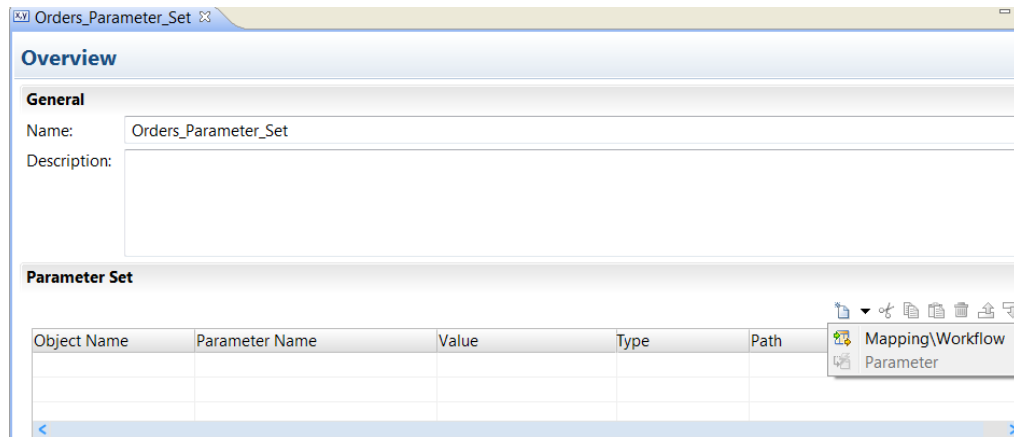 Orders_Parameter_Set
Overview
General
Name: Orders_Parameter_Set
Description:
Parameter Set
Object Name Parameter Name Value Type Path
Mapping\Workflow
Parameter